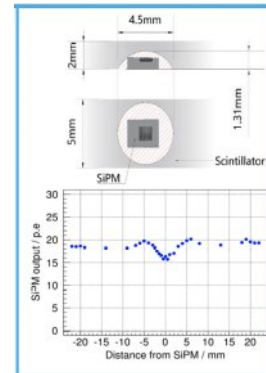 4.5mm
2mm
1.31mm
5mm
Scintillator
SiPM
SiPM output / p.e
30
25
20
15
10
5
0
-20 -15 -10 -5 0 5 10 15 20
Distance from SiPM / mm